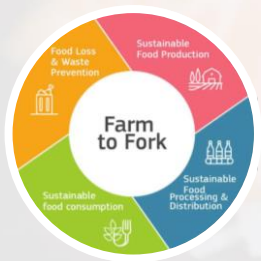 Food Loss
& Waste
Prevention
Sustainable
Food Production
Farm
to Fork
Sustainable
food consumption
Sustainable
Food
Processing &
Distribution